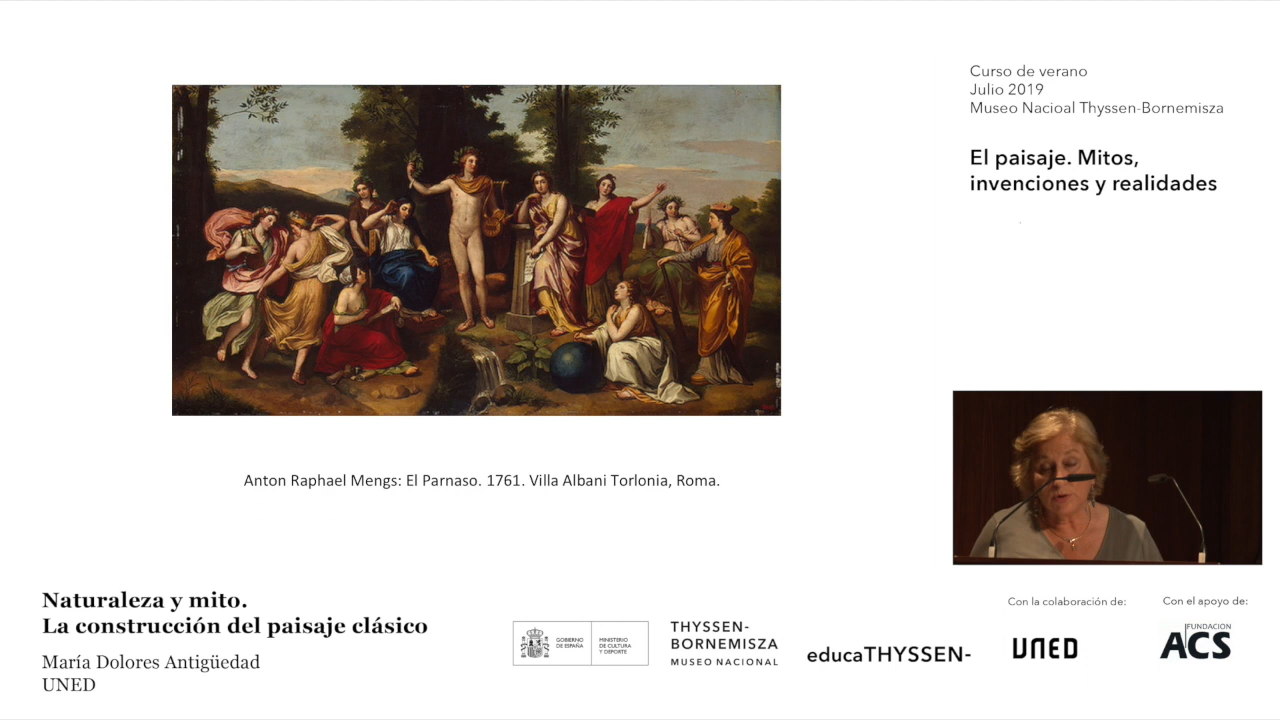 Curso de verano
Julio 2019
Museo Nacioal Thyssen-Bornemisza
El paisaje. Mitos,
invenciones y realidades
Anton Raphael Mengs: El Parnaso. 1761. Villa Albani Torlonia, Roma.
Naturaleza y mito.
La construcción del paisaje clásico
María Dolores Antigüedad
UNED
GOBIERNO
DE ESPAÑA
MINISTERIO
DE CULTURA
Y DEPORTE
THYSSEN-
BORNEMISZA
MUSEO NACIONAL
educaTHYSSEN-
Con la colaboración de:
UNED
Con el apoyo de:
FUNDACIÓN
ACS